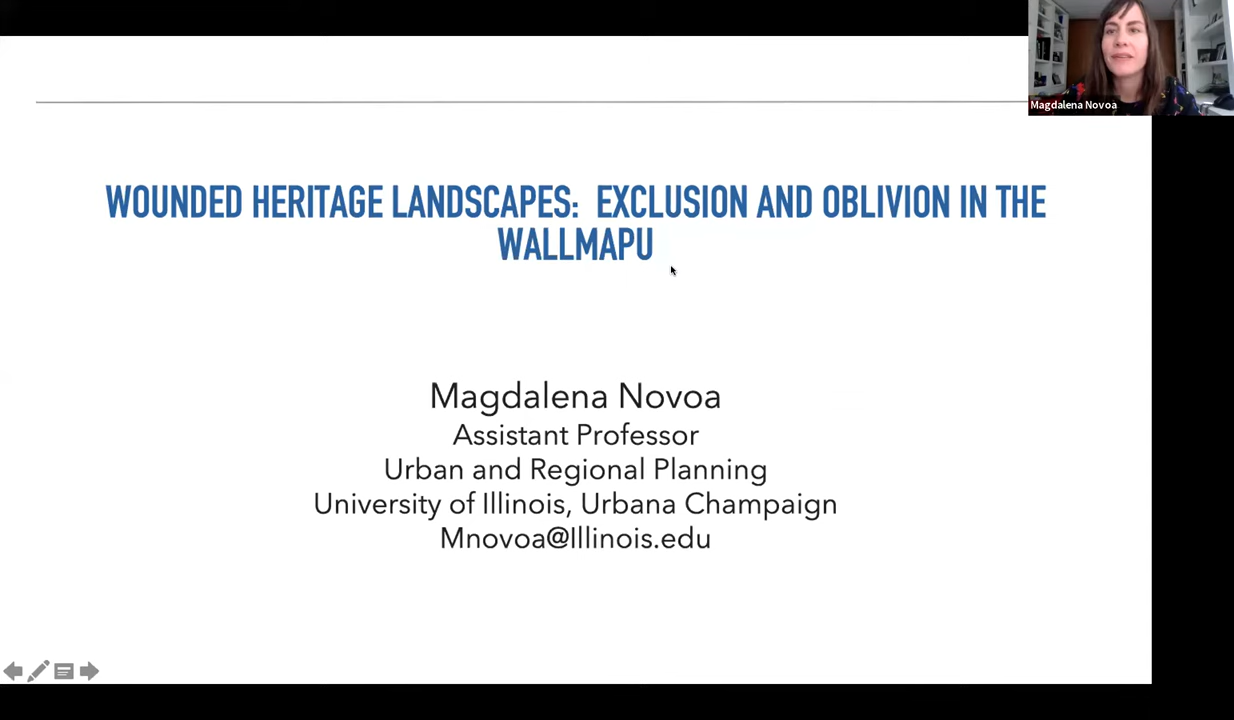 Magdalena Novoa
WOUNDED HERITAGE LANDSCAPES: EXCLUSION AND OBLIVION IN THE
WALLMAPU
Magdalena Novoa
Assistant Professor
Urban and Regional Planning
University of Illinois, Urbana Champaign
Mnovoa@Illinois.edu